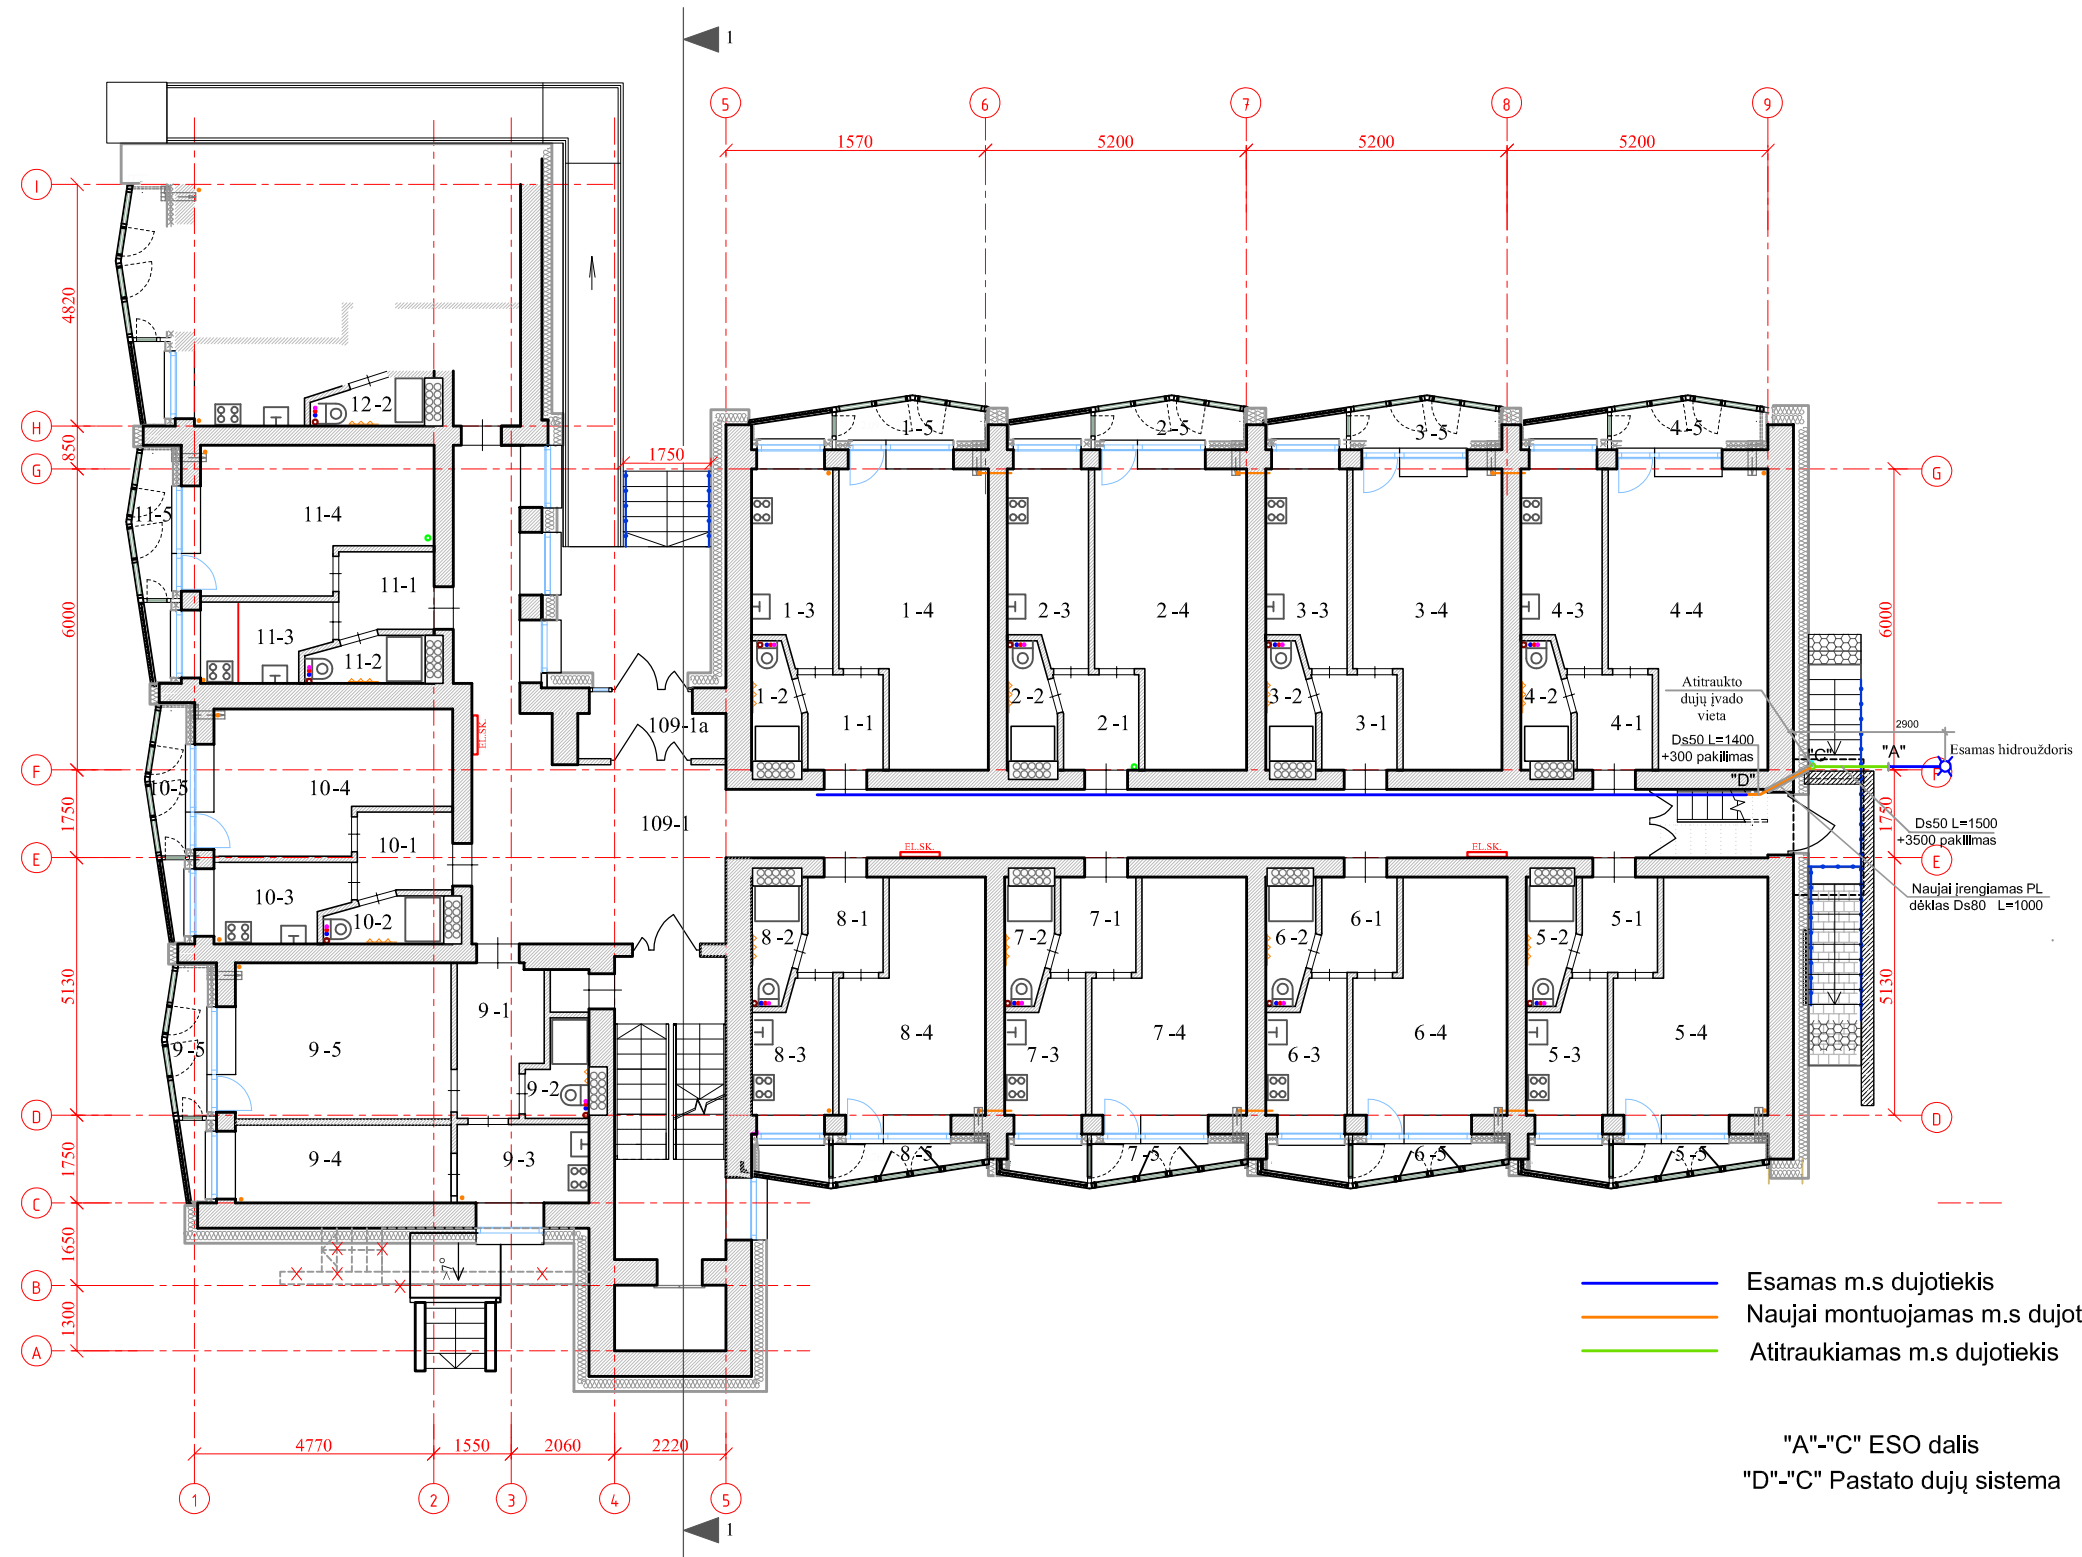 1
5
6
7
8
9
1570
5200
5200
5200
I
4820
12-2
H
850
G
1750
1-5
2-5
3-5
4-5
G
11-5
11-4
11-1
6000
11-3
11-2
1-3
1-4
2-3
2-4
3-3
3-4
4-3
4-4
6000
1-2
1-1
2-2
2-1
3-2
3-1
4-2
4-1
Atitraukto
dujų įvado
vieta
Ds50 L=1400
+300 pakilimas
2900
"C"
"A"
Esamas hidrouždoris
"D"
EL.SK.
109-1a
F
F
10-5
10-4
1750
109-1
10-1
1750
Ds50 L=1500
+3500 pakilimas
EL.SK.
EL.SK.
E
E
10-3
10-2
Naujai įrengiamas PL
dėklas Ds80 L=1000
8-1
7-1
6-1
5-1
8-2
7-2
6-2
5-2
5130
5130
9-1
9-5
9-5
8-4
7-4
6-4
5-4
8-3
7-3
6-3
5-3
9-2
D
D
1750
9-4
9-3
8-5
7-5
6-5
5-5
C
1650
B
1300
A
Esamas m.s dujotiekis
Naujai montuojamas m.s dujot
Atitraukiamas m.s dujotiekis
4770
1550
2060
2220
"A"-"C" ESO dalis
"D"-"C" Pastato dujų sistema
1
2
3
4
5
1